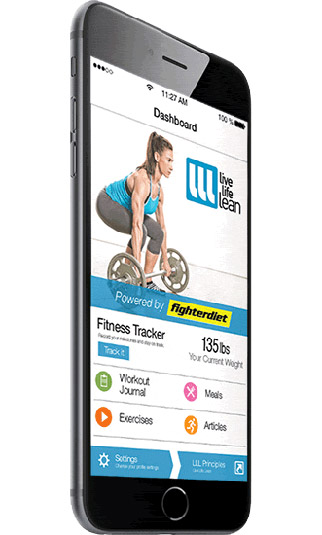 11:27 AM
100 %
Dashboard
LLL
live
life
lean
Powered by fighterdiet
Fitness Tracker
Record your measures and stay on track.
Track it
135 lbs
Your Current Weight
Workout
Journal
Meals
Exercises
Articles
Settings
Change your profile settings
LLL Principles